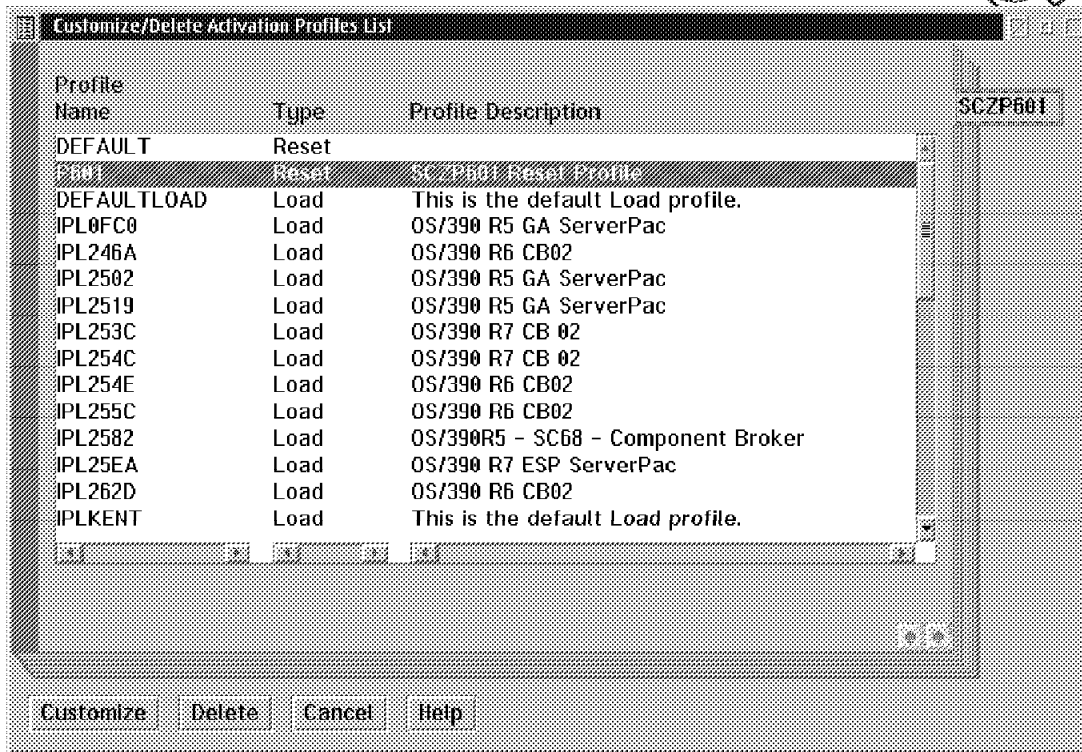 Customize/Delete Activation Profiles List
Profile
Name Type Profile Description
SCZP601
DEFAULT Reset
P601 Reset SCZP601 Reset Profile
DEFAULTLOAD Load This is the default Load profile.
IPL0FC0 Load OS/390 R5 GA ServerPac
IPL246A Load OS/390 R6 CB02
IPL2502 Load OS/390 R5 GA ServerPac
IPL2519 Load OS/390 R5 GA ServerPac
IPL253C Load OS/390 R7 CB 02
IPL254C Load OS/390 R7 CB 02
IPL254E Load OS/390 R6 CB02
IPL255C Load OS/390 R6 CB02
IPL2582 Load OS/390R5 - SC68 - Component Broker
IPL25EA Load OS/390 R7 ESP ServerPac
IPL262D Load OS/390 R6 CB02
IPLKENT Load This is the default Load profile.
Customize Delete Cancel Help